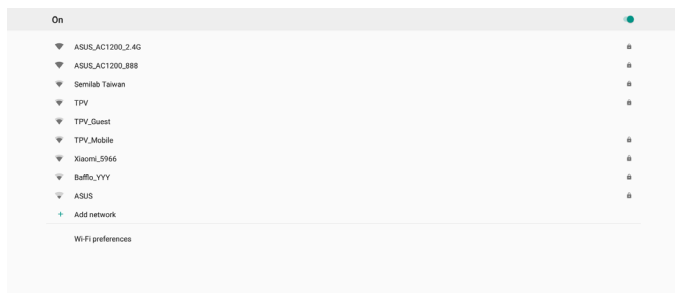 On
ASUS_AC1200_2.4G
ASUS_AC1200_888
Semilab Taiwan
TPV
TPV_Guest
TPV_Mobile
Xiaomi_5966
Bafflo_YYY
ASUS
+ Add network
Wi-Fi preferences